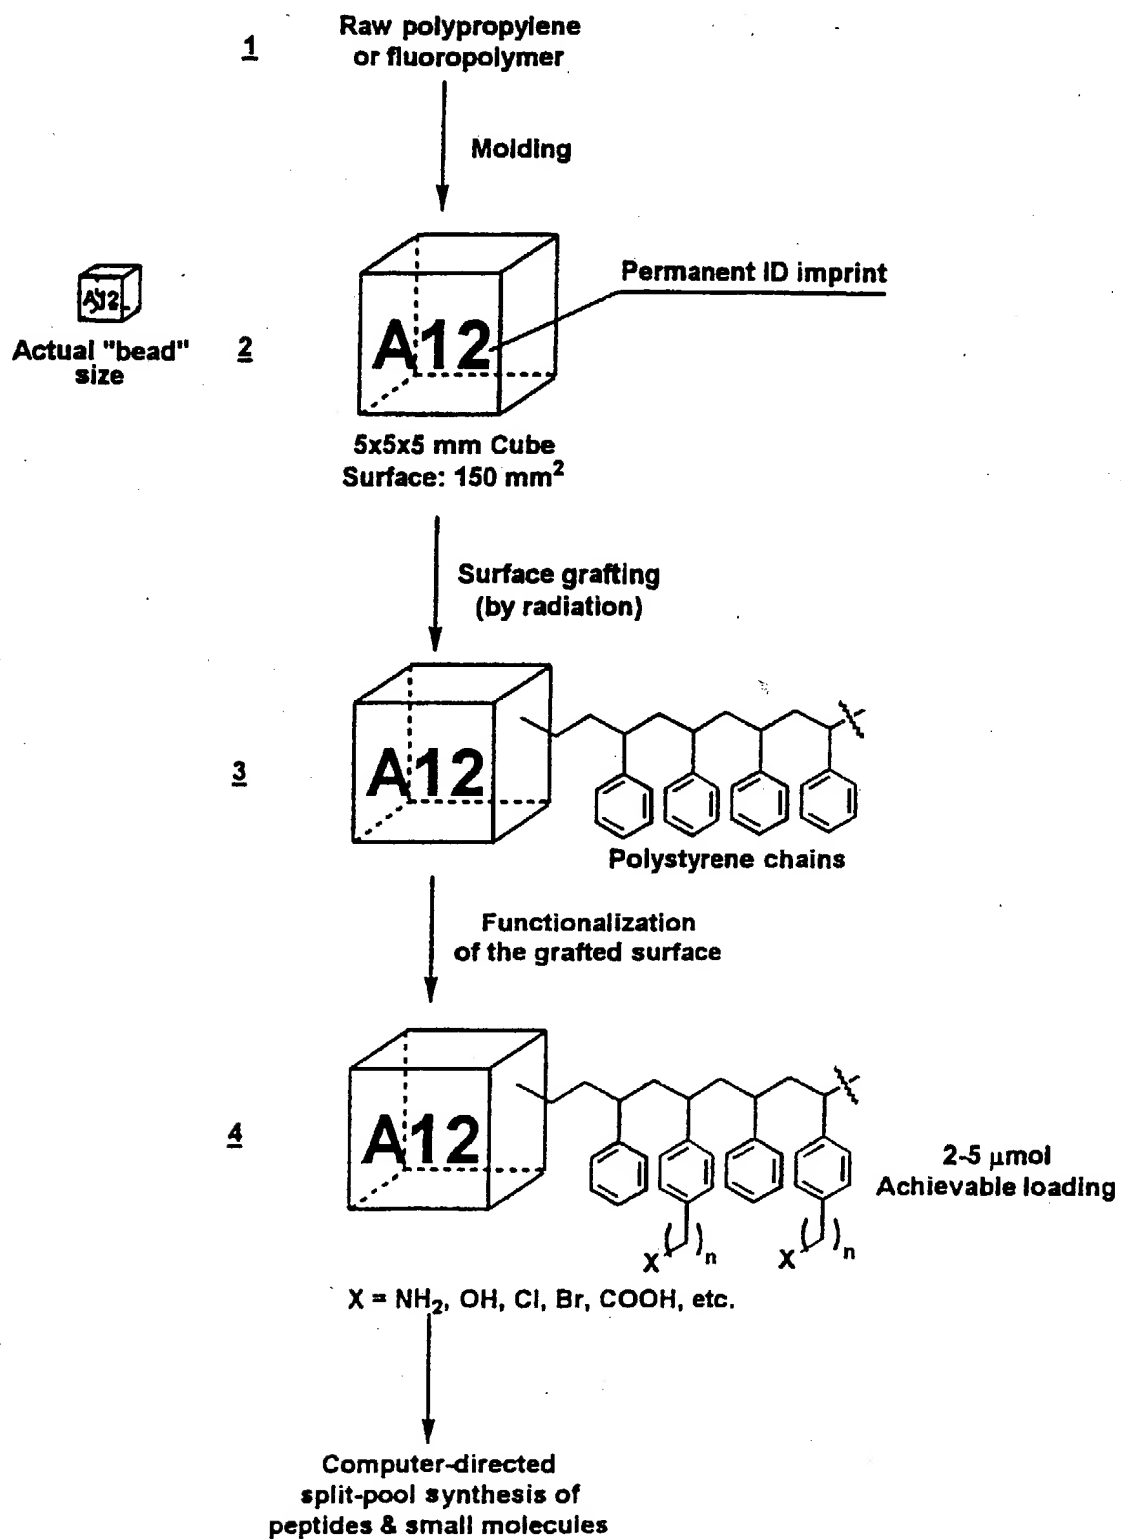 1
Raw polypropylene
or fluoropolymer
Molding
Permanent ID imprint
A12
Actual "bead"
size
2
A12
5x5x5 mm Cube
Surface: 150 mm²
Surface grafting
(by radiation)
3
A12
Polystyrene chains
Functionalization
of the grafted surface
4
A12
2-5 μmol
Achievable loading
X ( )n X ( )n
X = NH₂, OH, Cl, Br, COOH, etc.
Computer-directed
split-pool synthesis of
peptides & small molecules